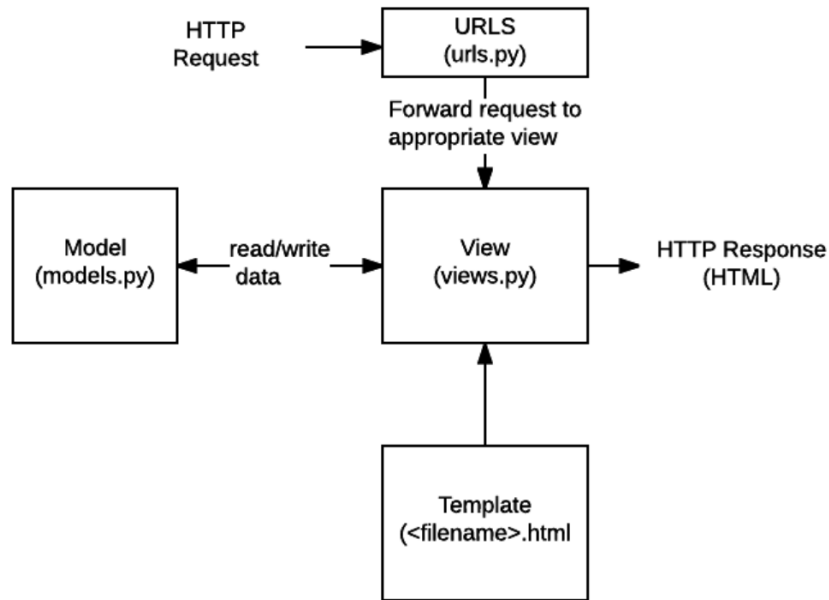 HTTP
Request
URLS
(urls.py)
Forward request to
appropriate view
Model
(models.py)
read/write
data
View
(views.py)
HTTP Response
(HTML)
Template
(<filename>.html